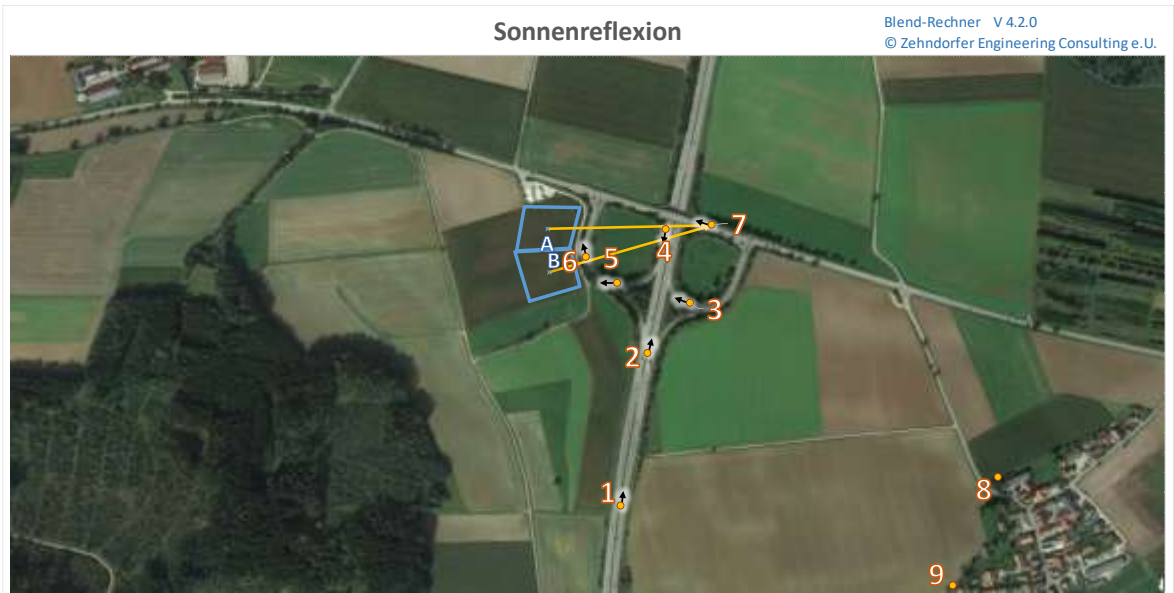 Sonnenreflexion
Blend-Rechner V 4.2.0
© Zehndorfer Engineering Consulting e.U.
7
A
4
B
6
5
3
2
1
8
9